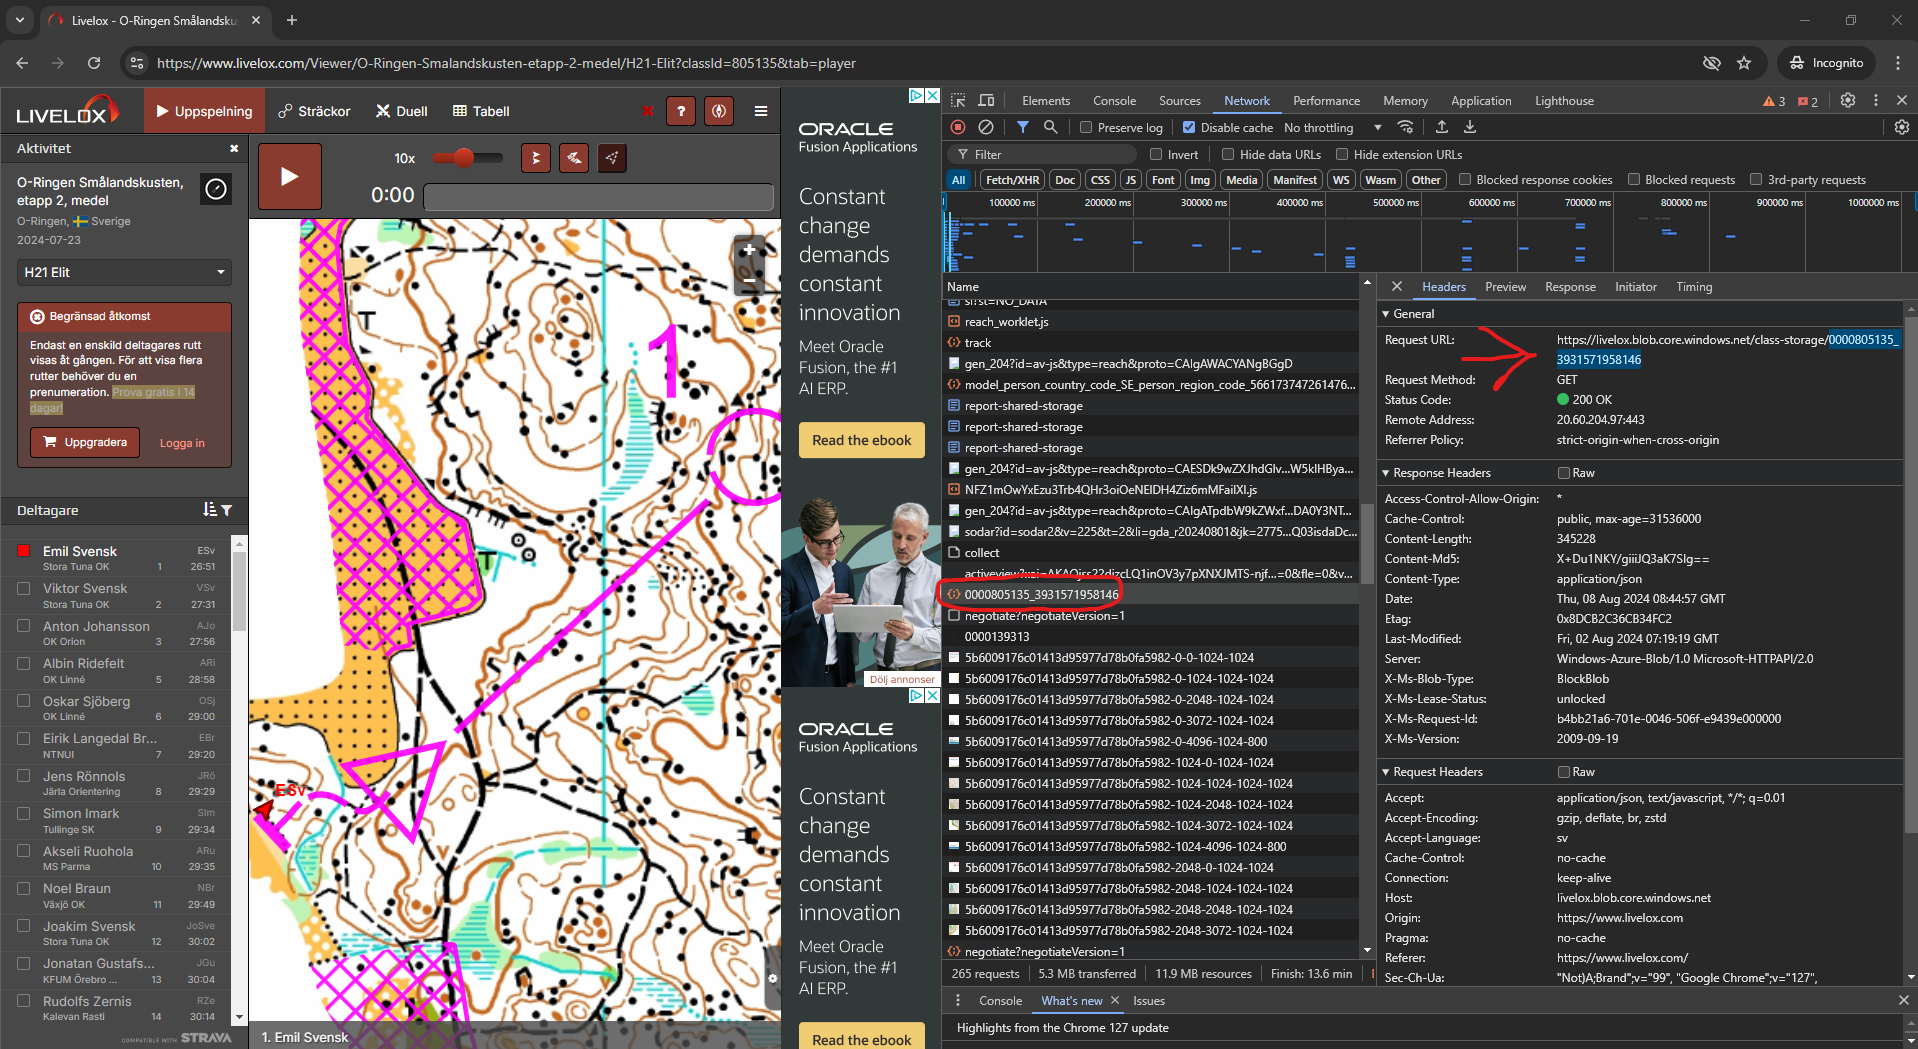 Livelox - O-Ringen Smålandskus
https://www.livelox.com/Viewer/O-Ringen-Smalandskusten-etapp-2-medel/H21-Elit?classId=805135&tab=player
Incognito
LIVELOX
Uppspelning
Sträckor
Duell
Tabell
?
Aktivitet
O-Ringen Smålandskusten,
etapp 2, medel
O-Ringen, Sverige
2024-07-23
H21 Elit
Begränsad åtkomst
Endast en enskild deltagares rutt
visas åt gången. För att visa flera
rutter behöver du en
prenumeration. Prova gratis i 14
dagar!
Uppgradera
Logga in
Deltagare
Emil Svensk ESv
Stora Tuna OK 1 26:51
Viktor Svensk VSv
Stora Tuna OK 2 27:31
Anton Johansson AJo
OK Orion 3 27:56
Albin Ridefelt ARi
OK Linné 5 28:58
Oskar Sjöberg OSj
OK Linné 6 29:00
Eirik Langedal Br... EBr
NTNUI 7 29:20
Jens Rönnols JRö
Järla Orientering 8 29:29
Simon Imark SIm
Tullinge SK 9 29:34
Akseli Ruohola ARu
MS Parma 10 29:35
Noel Braun NBr
Växjö OK 11 29:49
Joakim Svensk JoSve
Stora Tuna OK 12 30:02
Jonatan Gustafs... JGu
KFUM Örebro ... 13 30:04
Rudolfs Zernis RZe
Kalevan Rasti 14 30:14
COMPATIBLE WITH STRAVA
10x
0:00
1
T
T
ESv
V
+
−
1. Emil Svensk
ORACLE
Fusion Applications
Constant
change
demands
constant
innovation
Meet Oracle
Fusion, the #1
AI ERP.
Read the ebook
Dölj annonser
ORACLE
Fusion Applications
Constant
change
demands
constant
innovation
Meet Oracle
Fusion, the #1
AI ERP.
Read the ebook
Elements
Console
Sources
Network
Performance
Memory
Application
Lighthouse
3
2
Preserve log
Disable cache
No throttling
Filter
Invert
Hide data URLs
Hide extension URLs
All
Fetch/XHR
Doc
CSS
JS
Font
Img
Media
Manifest
WS
Wasm
Other
Blocked response cookies
Blocked requests
3rd-party requests
100000 ms
200000 ms
300000 ms
400000 ms
500000 ms
600000 ms
700000 ms
800000 ms
900000 ms
1000000 ms
Name
si?st=NO_DATA
reach_worklet.js
track
gen_204?id=av-js&type=reach&proto=CAIgAWACYANgBGgD
model_person_country_code_SE_person_region_code_566173747261476...
report-shared-storage
report-shared-storage
report-shared-storage
gen_204?id=av-js&type=reach&proto=CAESDk9wZXJhdGlv...W5klHBya...
NFZ1mOwYxEzu3Trb4QHr3oiOeNEIDH4Ziz6mMFailXI.js
gen_204?id=av-js&type=reach&proto=CAIgATpdbW9kZWxf...DA0Y3NT...
sodar?id=sodar2&v=225&t=2&li=gda_r20240801&jk=2775...Q03isdaDc...
collect
0000805135_3931571958146
negotiate?negotiateVersion=1
0000139313
5b6009176c01413d95977d78b0fa5982-0-0-1024-1024
5b6009176c01413d95977d78b0fa5982-0-1024-1024-1024
5b6009176c01413d95977d78b0fa5982-0-2048-1024-1024
5b6009176c01413d95977d78b0fa5982-0-3072-1024-1024
5b6009176c01413d95977d78b0fa5982-0-4096-1024-800
5b6009176c01413d95977d78b0fa5982-1024-0-1024-1024
5b6009176c01413d95977d78b0fa5982-1024-1024-1024-1024
5b6009176c01413d95977d78b0fa5982-1024-2048-1024-1024
5b6009176c01413d95977d78b0fa5982-1024-3072-1024-1024
5b6009176c01413d95977d78b0fa5982-1024-4096-1024-800
5b6009176c01413d95977d78b0fa5982-2048-0-1024-1024
5b6009176c01413d95977d78b0fa5982-2048-1024-1024-1024
5b6009176c01413d95977d78b0fa5982-2048-2048-1024-1024
5b6009176c01413d95977d78b0fa5982-2048-3072-1024-1024
negotiate?negotiateVersion=1
265 requests
5.3 MB transferred
11.9 MB resources
Finish: 13.6 min
Headers
Preview
Response
Initiator
Timing
General
Request URL: https://livelox.blob.core.windows.net/class-storage/0000805135_
3931571958146
Request Method: GET
Status Code: 200 OK
Remote Address: 20.60.204.97:443
Referrer Policy: strict-origin-when-cross-origin
Response Headers
Raw
Access-Control-Allow-Origin: *
Cache-Control: public, max-age=31536000
Content-Length: 345228
Content-Md5: X+Du1NKY/giiiJQ3aK7SIg==
Content-Type: application/json
Date: Thu, 08 Aug 2024 08:44:57 GMT
Etag: 0x8DCB2C36CB34FC2
Last-Modified: Fri, 02 Aug 2024 07:19:19 GMT
Server: Windows-Azure-Blob/1.0 Microsoft-HTTPAPI/2.0
X-Ms-Blob-Type: BlockBlob
X-Ms-Lease-Status: unlocked
X-Ms-Request-Id: b4bb21a6-701e-0046-506f-e9439e000000
X-Ms-Version: 2009-09-19
Request Headers
Raw
Accept: application/json, text/javascript, */*; q=0.01
Accept-Encoding: gzip, deflate, br, zstd
Accept-Language: sv
Cache-Control: no-cache
Connection: keep-alive
Host: livelox.blob.core.windows.net
Origin: https://www.livelox.com
Pragma: no-cache
Referer: https://www.livelox.com/
Sec-Ch-Ua: "Not)A;Brand";v="99", "Google Chrome";v="127",
Console
What's new
Issues
Highlights from the Chrome 127 update